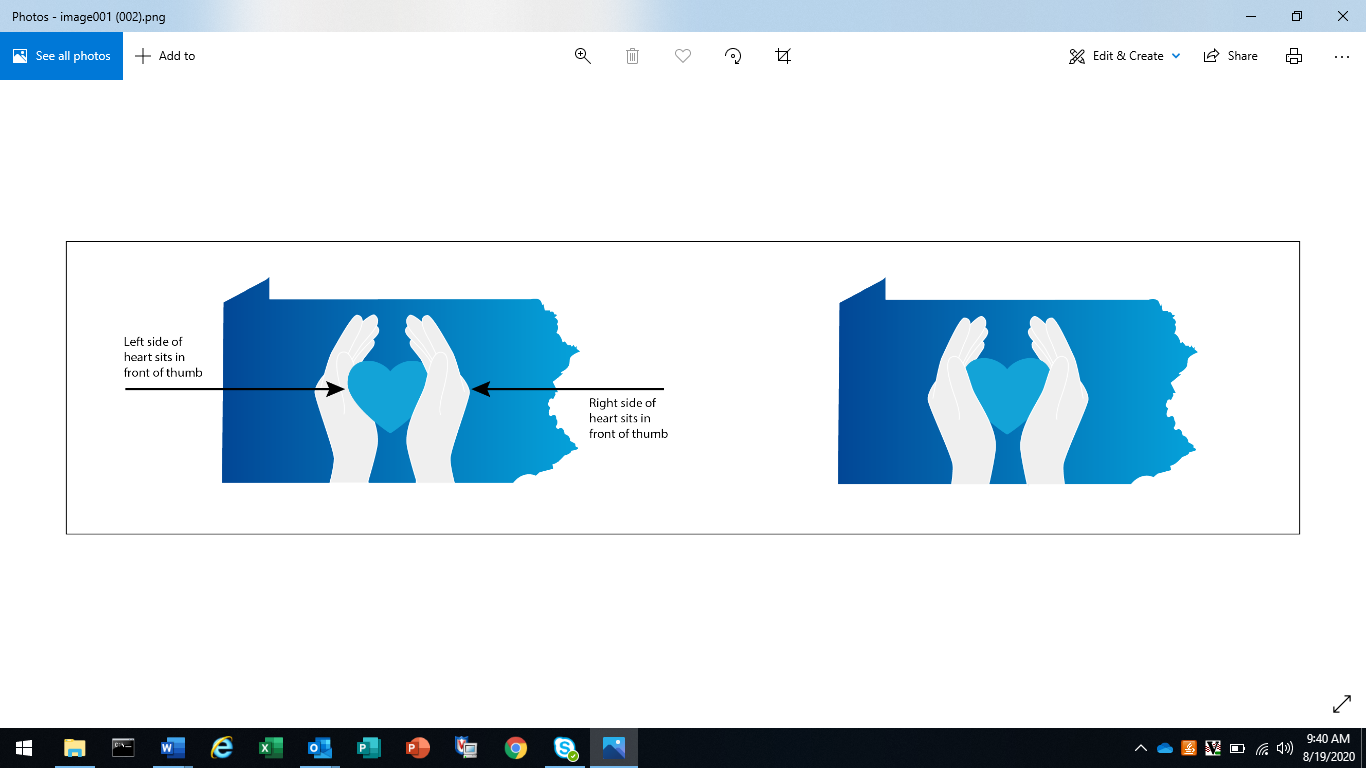 Photos - image001 (002).png
See all photos
Add to
Edit & Create
Share
Left side of
heart sits in
front of thumb
Right side of
heart sits in
front of thumb
9:40 AM
8/19/2020